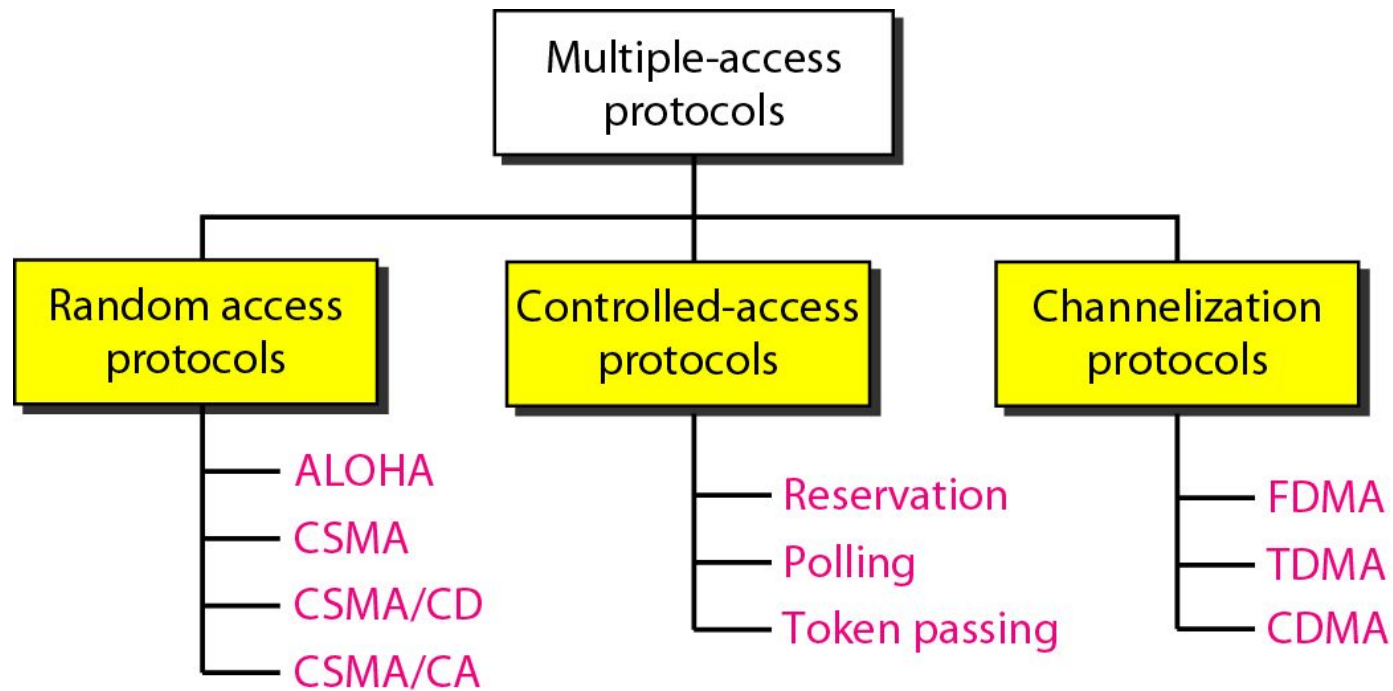 Multiple-access
protocols
Random access
protocols
Controlled-access
protocols
Channelization
protocols
ALOHA
CSMA
CSMA/CD
CSMA/CA
Reservation
Polling
Token passing
FDMA
TDMA
CDMA